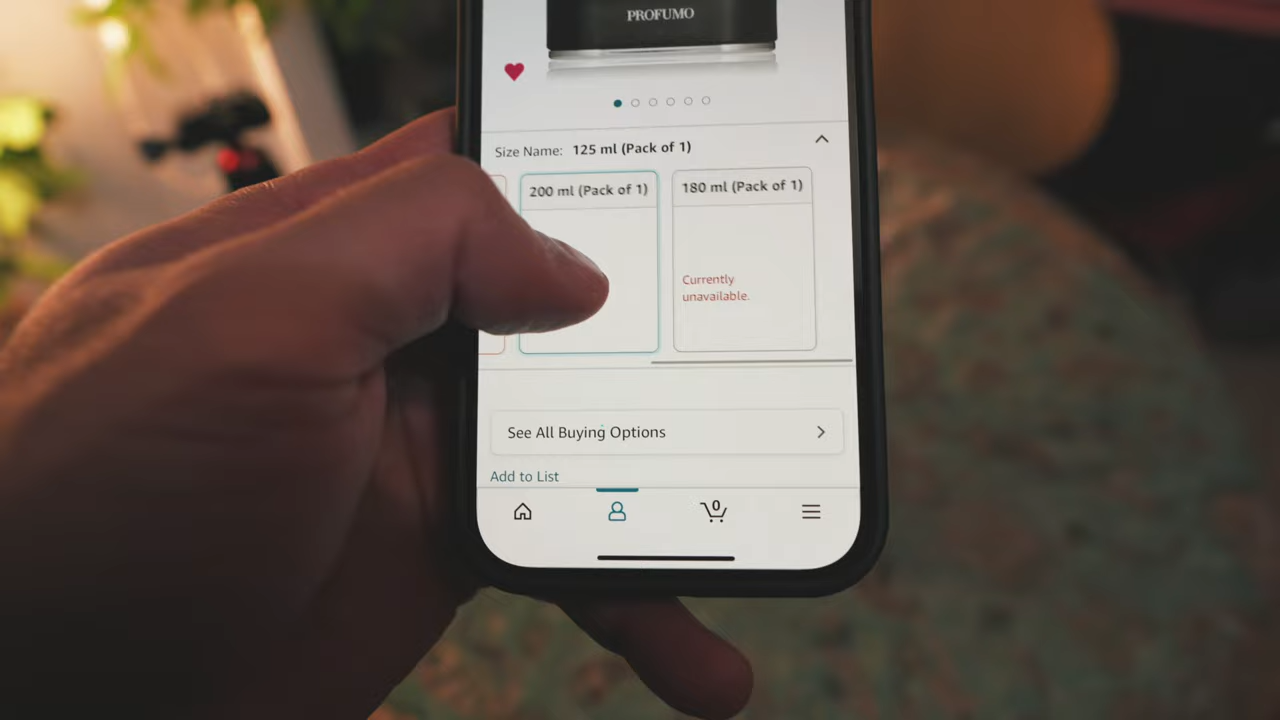 PROFUMO
Size Name: 125 ml (Pack of 1)
200 ml (Pack of 1)
180 ml (Pack of 1)
Currently
unavailable.
See All Buying Options
Add to List
0